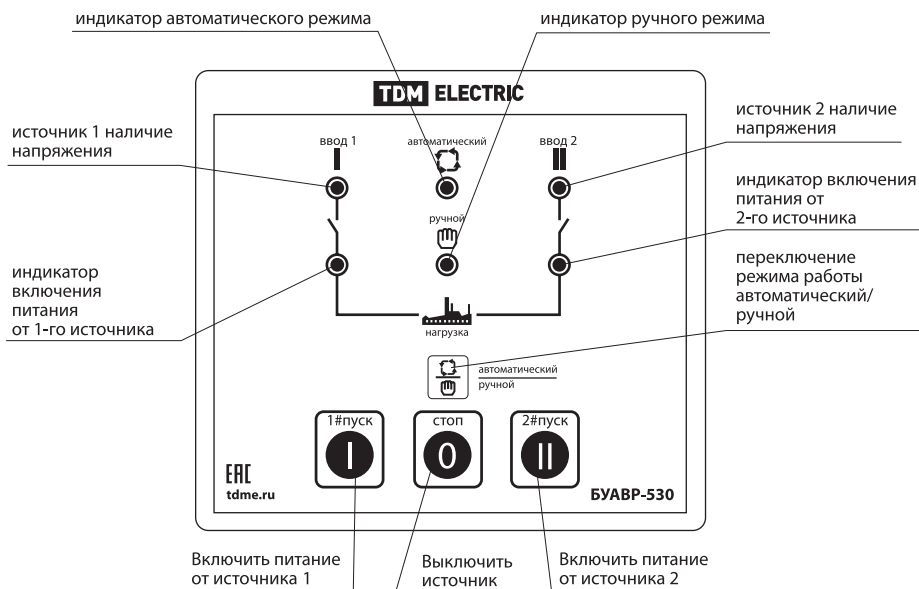 индикатор автоматического режима
индикатор ручного режима
TDM ELECTRIC
источник 1 наличие
напряжения
источник 2 наличие
напряжения
ввод 1
автоматический
ввод 2
индикатор включения
питания от
2-го источника
ручной
индикатор
включения
питания
от 1-го источника
переключение
режима работы
автоматический/
ручной
нагрузка
автоматический
ручной
1#пуск
стоп
2#пуск
I
0
II
EAC
tdme.ru
БУАВР-530
Включить питание
от источника 1
Выключить
источник
Включить питание
от источника 2